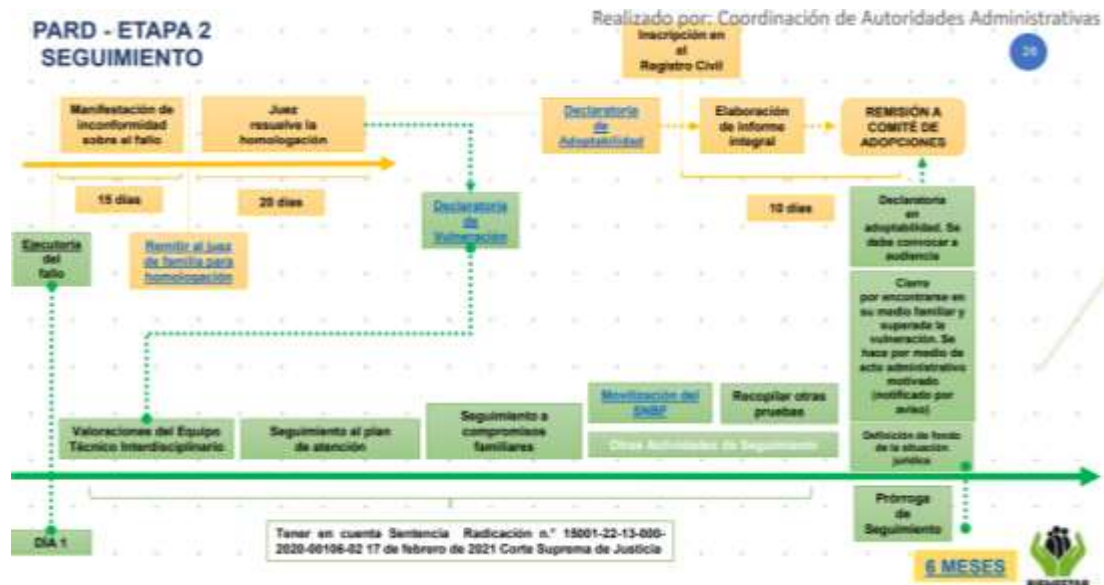 Realizado por: Coordinación de Autoridades Administrativas
PARD - ETAPA 2
SEGUIMIENTO
26
Inscripción en
el
Registro Civil
Manifestación de
inconformidad
sobre el fallo
Juez
resuelve la
homologación
Declaratoria
de
Adoptabilidad
Elaboración
de informe
integral
REMISIÓN A
COMITÉ DE
ADOPCIONES
15 días
20 días
10 días
Ejecutoria
del
fallo
Remitir al juez
de familia para
homologación
Declaratoria
de
Vulneración
Declaratoria
en
adoptabilidad. Se
debe convocar a
audiencia
Cierre
por encontrarse en
su medio familiar y
superada la
vulneración. Se
hace por medio de
acto administrativo
motivado
(notificado por
aviso)
Definición de fondo
de la situación
jurídica
Valoraciones del Equipo
Técnico Interdisciplinario
Seguimiento al plan
de atención
Seguimiento a
compromisos
familiares
Movilización del
SNBF
Recopilar otras
pruebas
Otras Actividades de Seguimiento
Prórroga
de
Seguimiento
DIA 1
Tener en cuenta Sentencia Radicación n.° 15001-22-13-000-
2020-00106-02 17 de febrero de 2021 Corte Suprema de Justicia
6 MESES
BIENESTAR